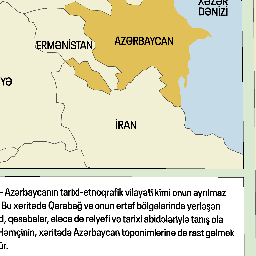 XƏZƏR
DƏNİZİ
AZƏRBAYCAN
ERMƏNİSTAN
YƏ
İRAN
- Azərbaycanın tarixi-etnoqrafik vilayəti kimi onun ayrılmaz
Bu xəritədə Qarabağ və onun ətraf bölgələrində yerləşən
d, qəsəbələr, eləcə də relyefi və tarixi abidələriylə tanış ola
Həmçinin, xəritədə Azərbaycan toponimlərinə də rast gəlmək
ür.